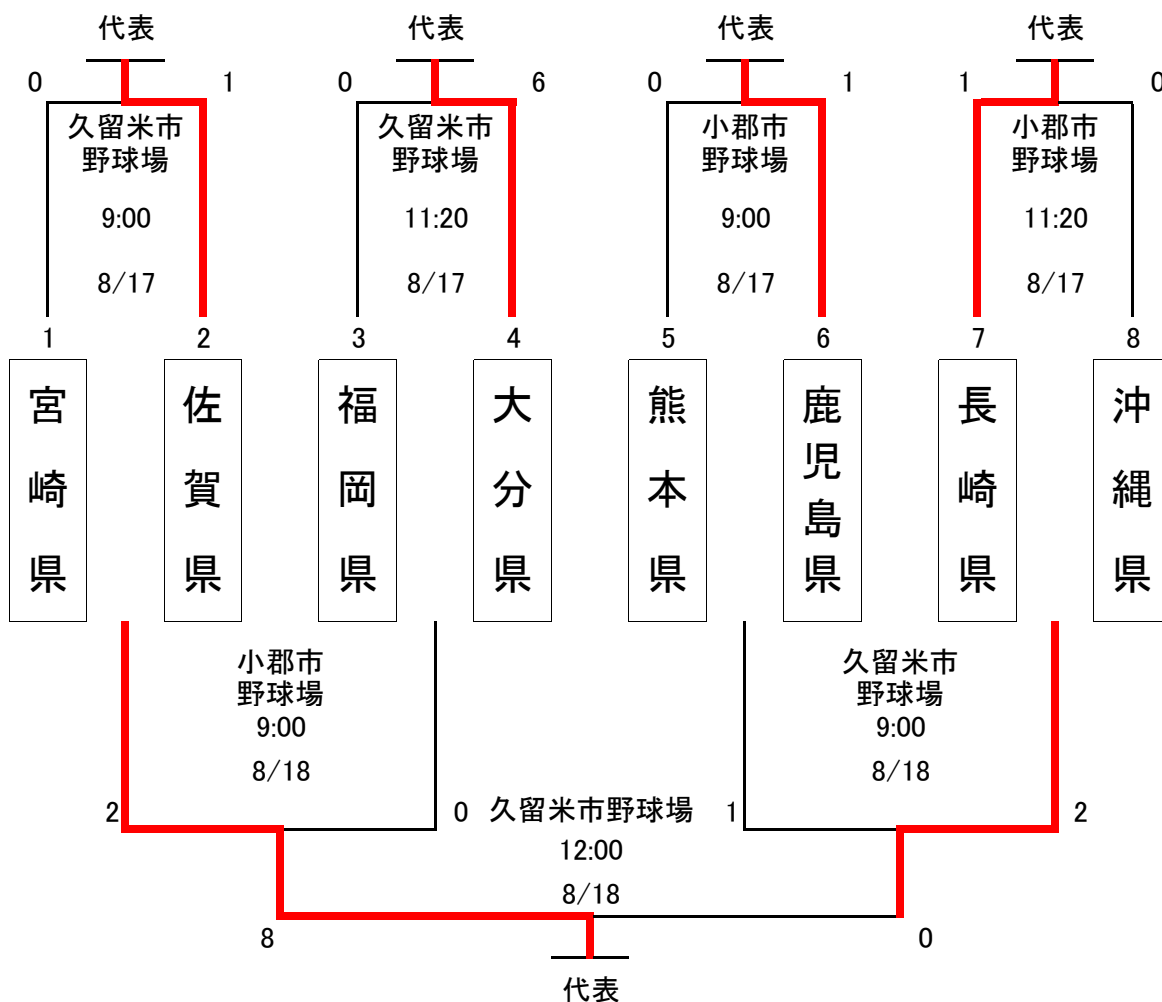 代表 代表 代表 代表
0 1 0 6 0 1 1 0
久留米市 久留米市 小郡市 小郡市
野球場 野球場 野球場 野球場
9:00 11:20 9:00 11:20
8/17 8/17 8/17 8/17
1 2 3 4 5 6 7 8
宮崎県
佐賀県
福岡県
大分県
熊本県
鹿児島県
長崎県
沖縄県
小郡市 久留米市
野球場 野球場
9:00 9:00
8/18 8/18
2 0 久留米市野球場 1 2
12:00
8/18
8 0
代表